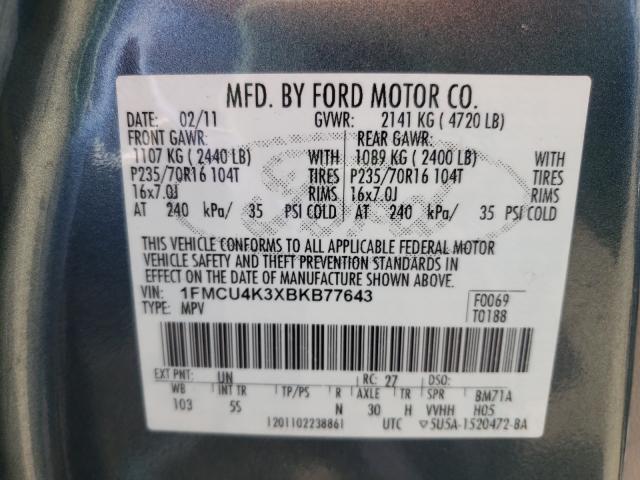 MFD. BY FORD MOTOR CO.
DATE: 02/11 GVWR: 2141 KG ( 4720 LB)
FRONT GAWR: REAR GAWR:
1107 KG ( 2440 LB) WITH 1089 KG ( 2400 LB) WITH
P235/70R16 104T TIRES P235/70R16 104T TIRES
16x7.0J RIMS 16x7.0J RIMS
AT 240 kPa/ 35 PSI COLD AT 240 kPa/ 35 PSI COLD
THIS VEHICLE CONFORMS TO ALL APPLICABLE FEDERAL MOTOR
VEHICLE SAFETY AND THEFT PREVENTION STANDARDS IN
EFFECT ON THE DATE OF MANUFACTURE SHOWN ABOVE.
VIN: 1FMCU4K3XBKB77643 F0069
TYPE: MPV T0188
EXT PNT: UN RC: 27 DSO:
WB INT TR TP/PS R AXLE TR SPR BM71A
103 5S N 30 H VVHH H05
1201102238861 UTC 5U5A-1520472-BA